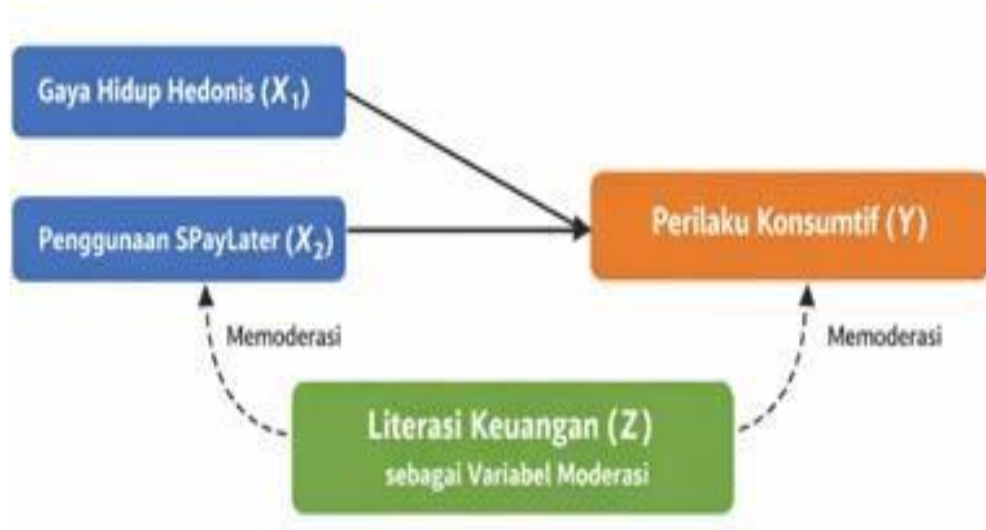 Gaya Hidup Hedonis (X₁)
Penggunaan SPayLater (X₂)
Perilaku Konsumtif (Y)
Memoderasi
Memoderasi
Literasi Keuangan (Z)
sebagai Variabel Moderasi